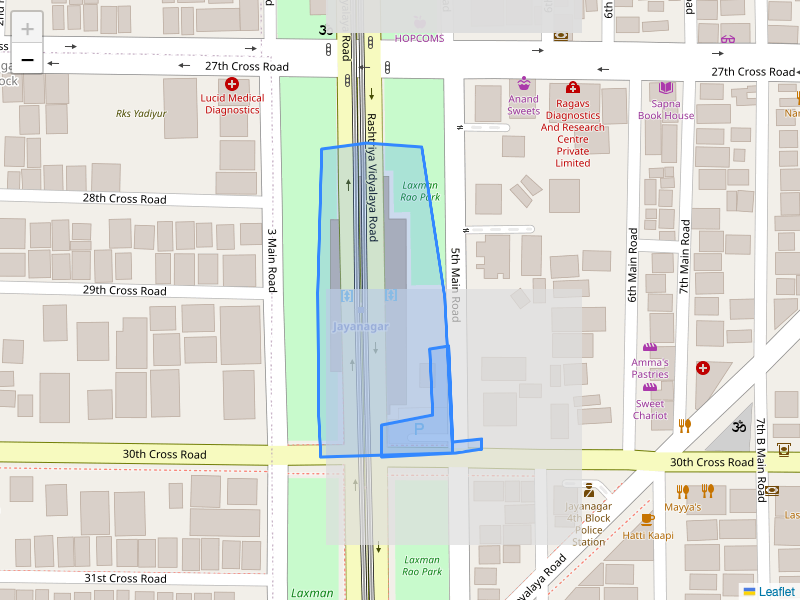 +
−
27th Cross Road
HOPCOMS
27th Cross Road
Lucid Medical
Diagnostics
Rks Yadiyur
Anand
Sweets
Ragavs
Diagnostics
And Research
Centre
Private
Limited
Sapna
Book House
Rashtriya Vidyalaya Road
Laxman
Rao Park
28th Cross Road
3 Main Road
5th Main Road
6th Main Road
7th Main Road
29th Cross Road
Jayanagar
Amma's
Pastries
Sweet
Chariot
P
30th Cross Road
30th Cross Road
7th B Main Road
Jayanagar
4th Block
Police
Station
Mayya's
Hatti Kaapi
Laxman
Rao Park
31st Cross Road
Laxman
Leaflet